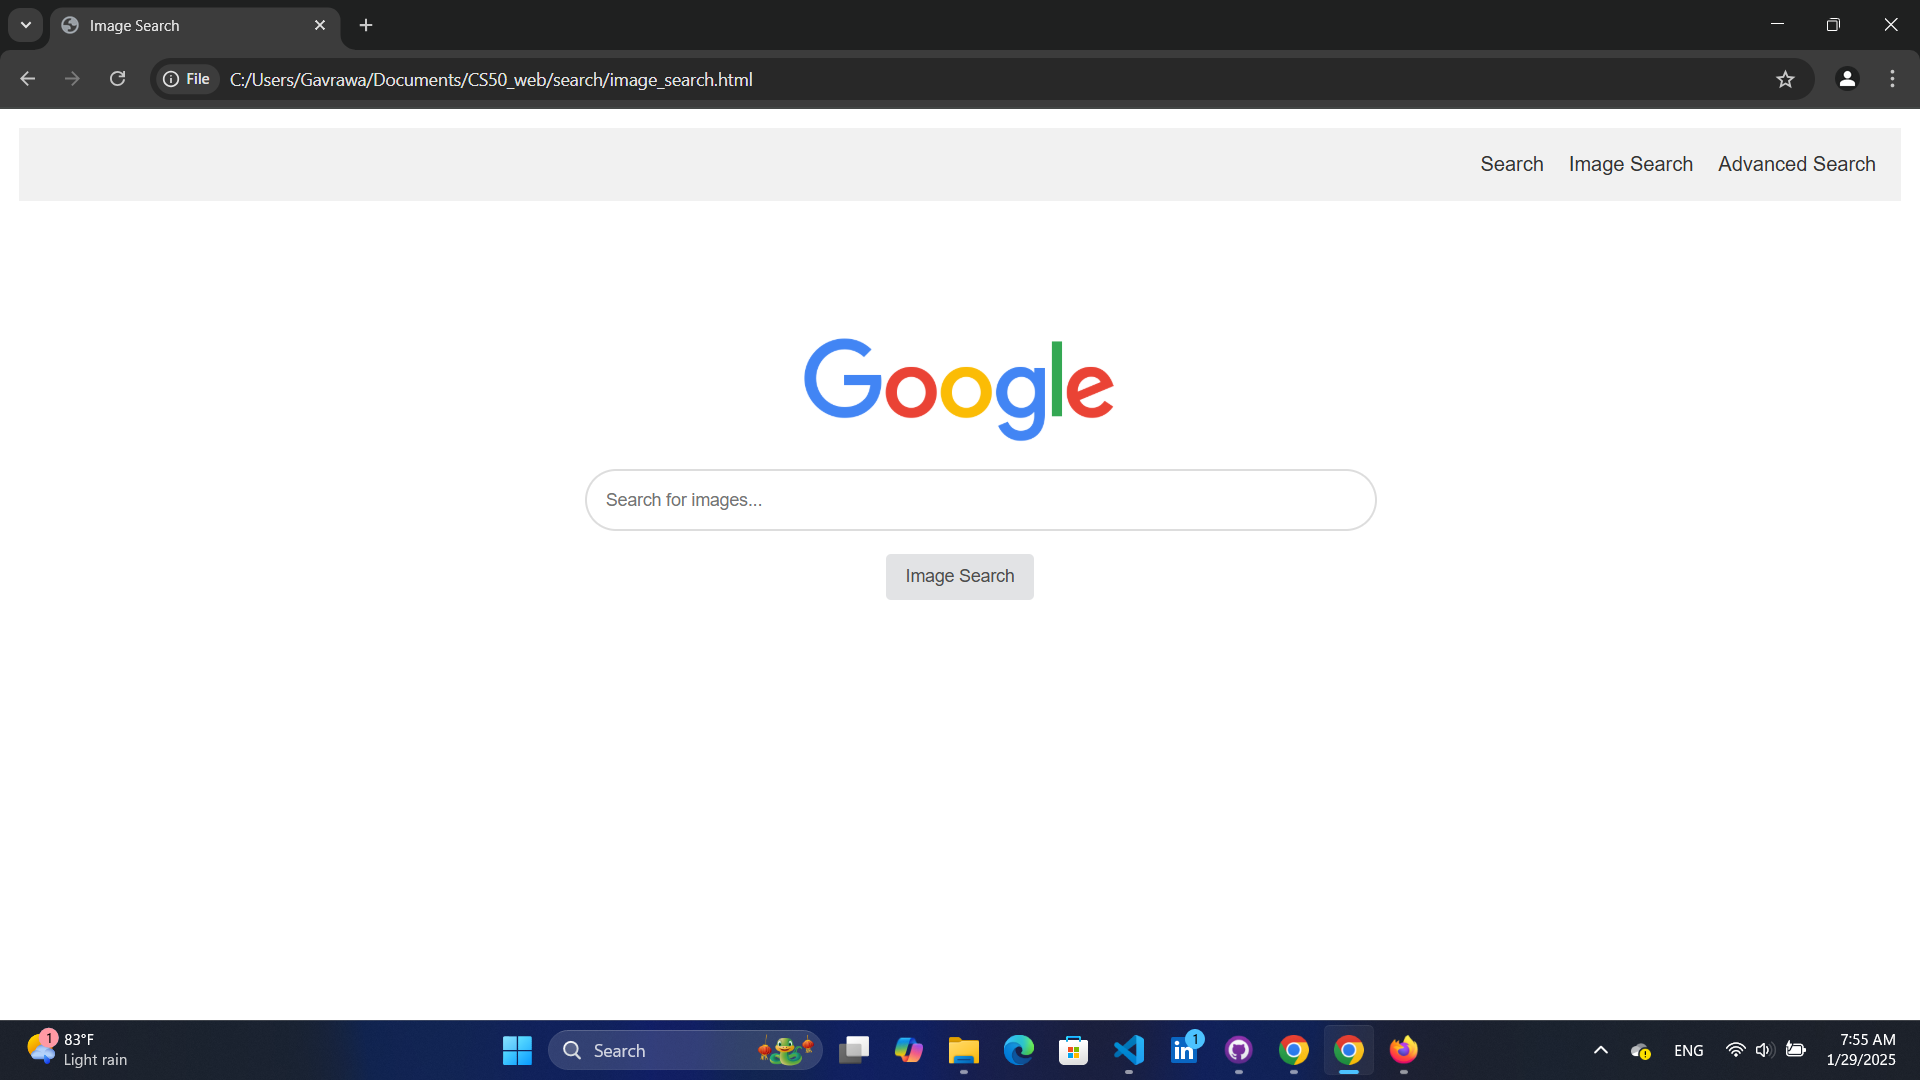 Image Search
File
C:/Users/Gavrawa/Documents/CS50_web/search/image_search.html
Search Image Search Advanced Search
Google
Search for images...
Image Search
1
83°F
Light rain
Search
in
1
ENG
7:55 AM
1/29/2025